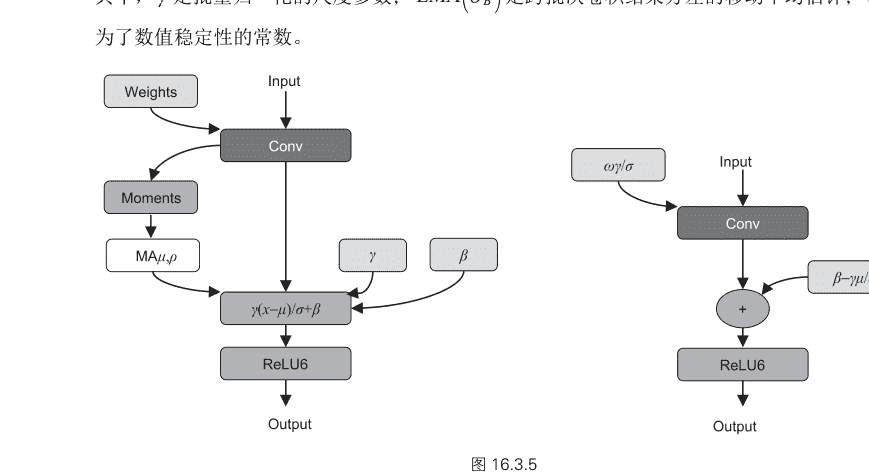 为了数值稳定性的常数。
Input
Weights
Conv
Moments
MAμ,ρ
γ
β
γ(x−μ)/σ+β
ReLU6
Output
Input
ωγ/σ
Conv
β−γμ/
+
ReLU6
Output
图 16.3.5